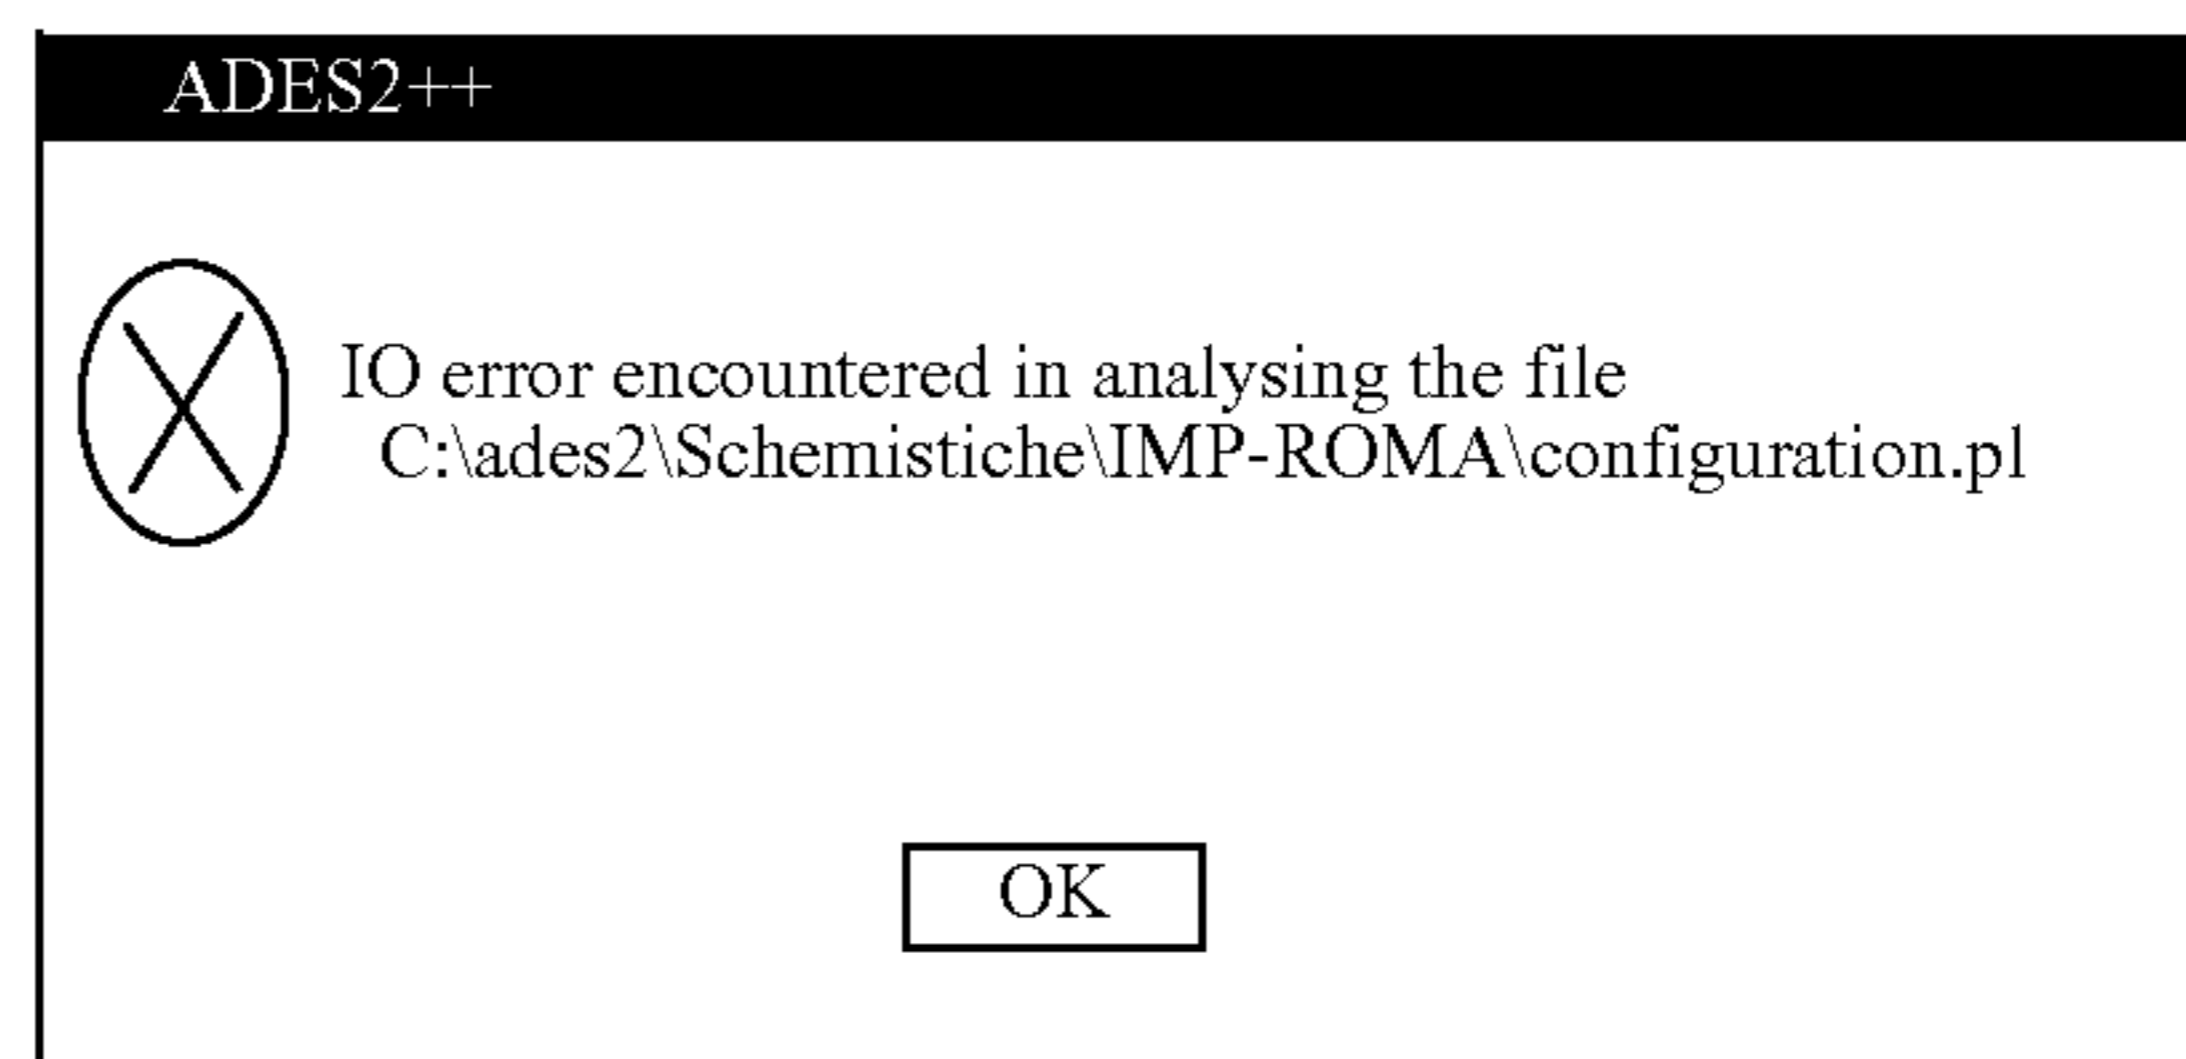 ADES2++
IO error encountered in analysing the file
C:\ades2\Schemistiche\IMP-ROMA\configuration.pl
OK